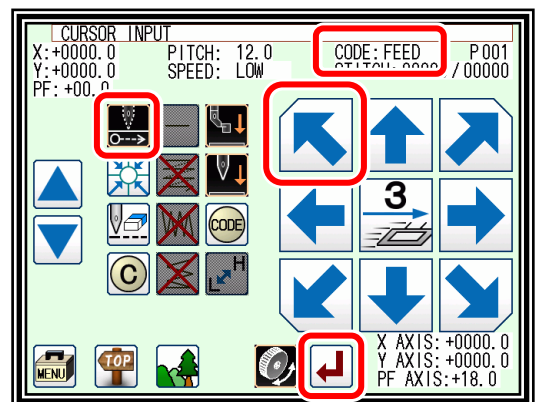 CURSOR INPUT
X:+0000.0 PITCH: 12.0 CODE:FEED P001
Y:+0000.0 SPEED: LOW /00000
PF:+00.
3
CODE
C
H
L
MENU
TOP
X AXIS:+0000.0
Y AXIS:+0000.0
PF AXIS:+18.0